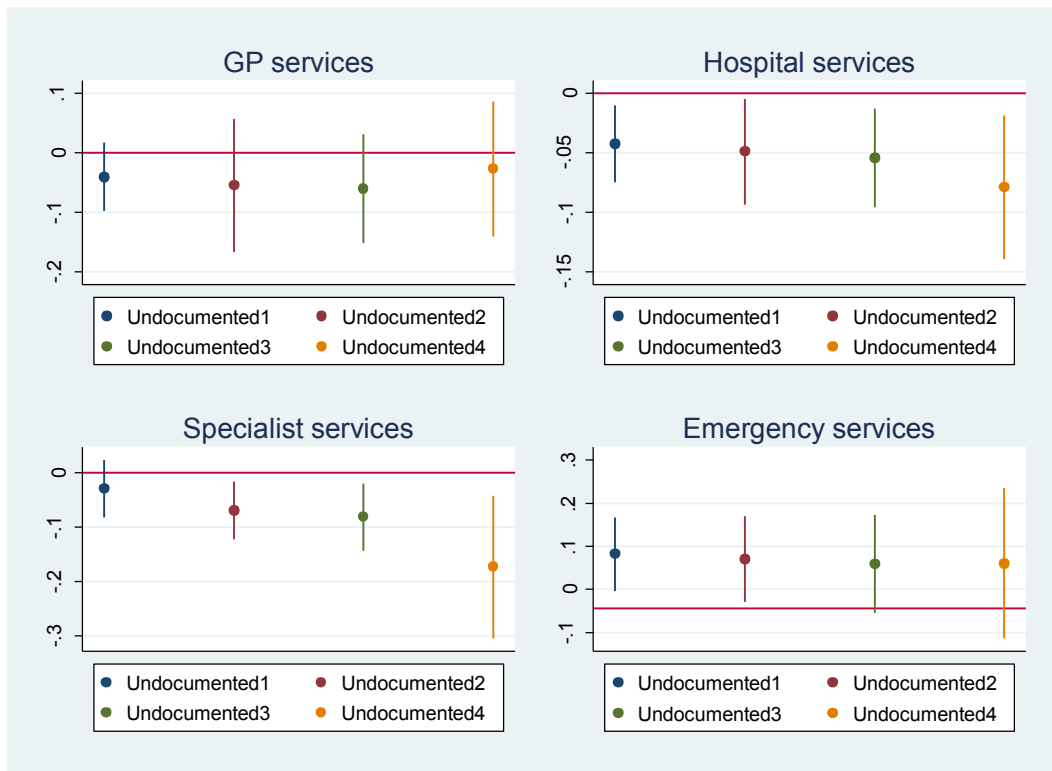 GP services
.1
0
-.1
-.2
Undocumented1 Undocumented2
Undocumented3 Undocumented4
Hospital services
0
-.05
-.1
-.15
Undocumented1 Undocumented2
Undocumented3 Undocumented4
Specialist services
0
-.1
-.2
-.3
Undocumented1 Undocumented2
Undocumented3 Undocumented4
Emergency services
.3
.2
.1
0
-.1
Undocumented1 Undocumented2
Undocumented3 Undocumented4